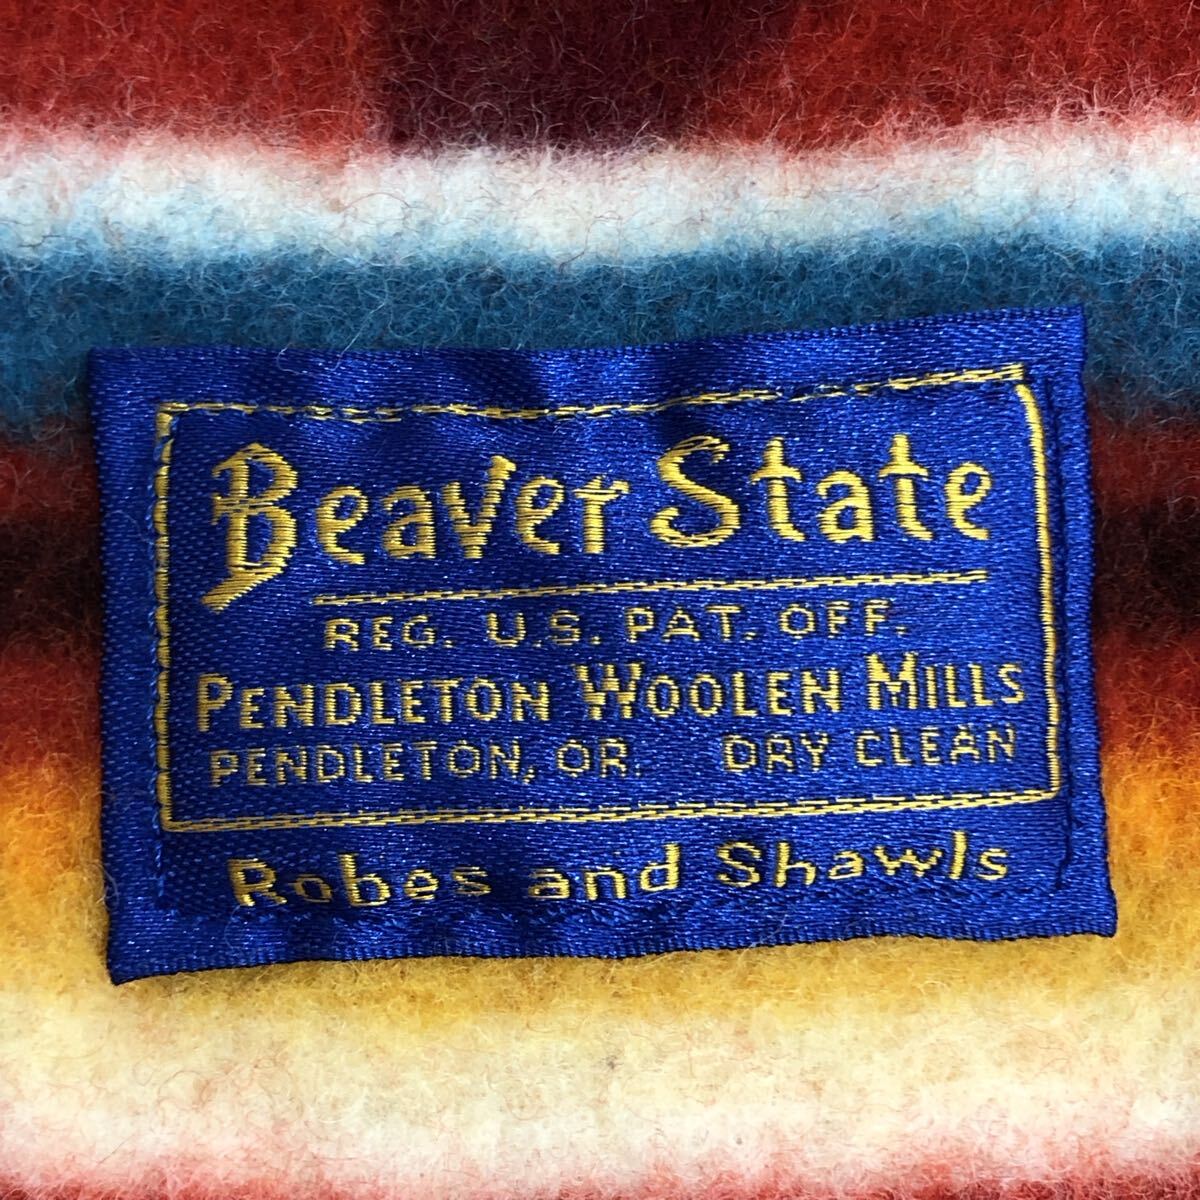 Beaver State
REG. U.S. PAT. OFF.
PENDLETON WOOLEN MILLS
PENDLETON, OR. DRY CLEAN
Robes and Shawls